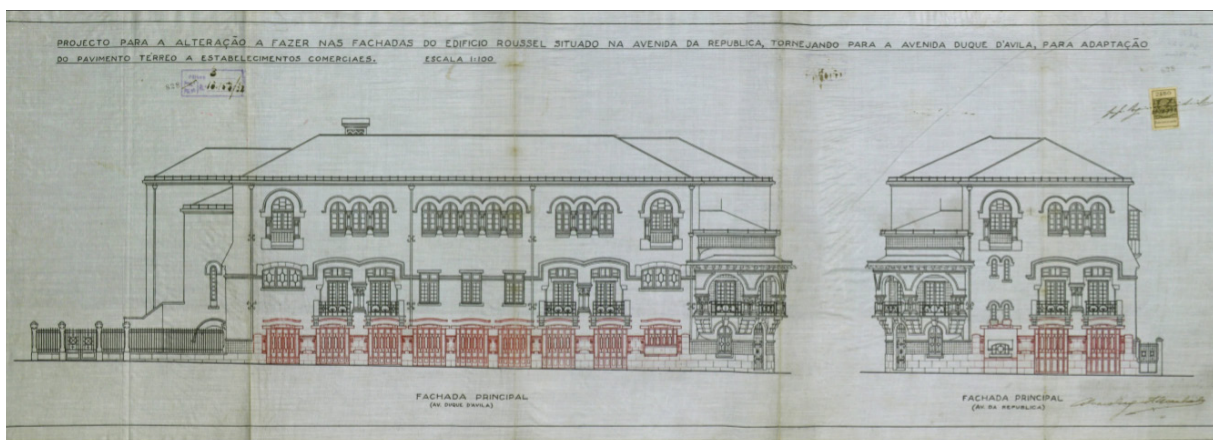 PROJECTO PARA A ALTERAÇÃO A FAZER NAS FACHADAS DO EDIFICIO ROUSSEL SITUADO NA AVENIDA DA REPUBLICA, TORNEJANDO PARA A AVENIDA DUQUE D'AVILA, PARA ADAPTAÇÃO
DO PAVIMENTO TÉRREO A ESTABELECIMENTOS COMERCIAES. ESCALA 1:100
FACHADA PRINCIPAL
(AV. DUQUE D'AVILA)
FACHADA PRINCIPAL
(AV. DA REPUBLICA)